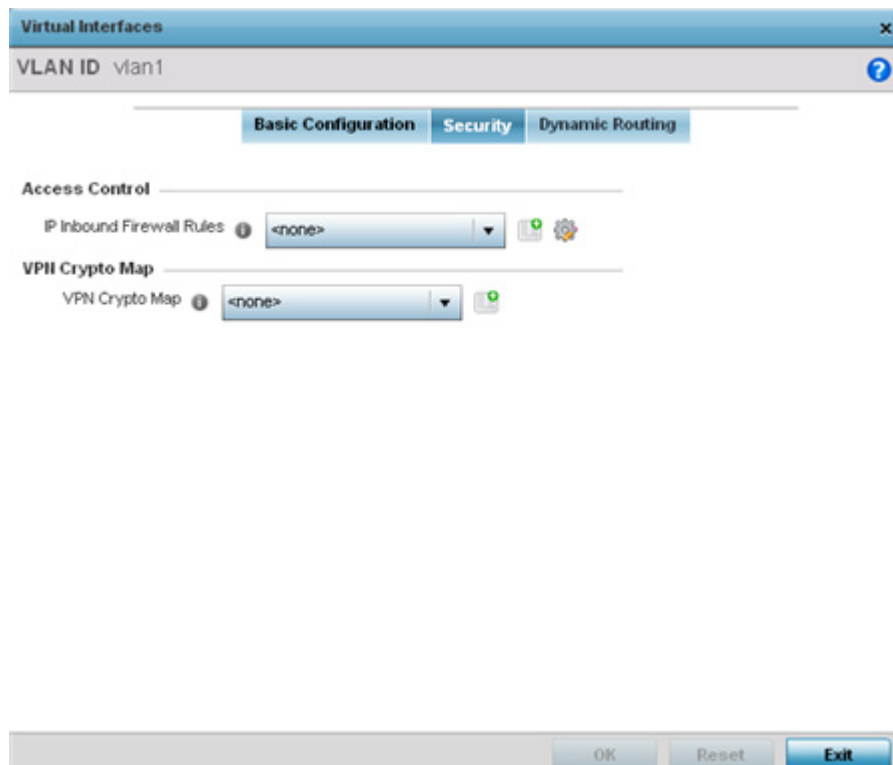 Virtual Interfaces
VLAN ID vlan1
Basic Configuration Security Dynamic Routing
Access Control
IP Inbound Firewall Rules <none>
VPN Crypto Map
VPN Crypto Map <none>
OK Reset Exit